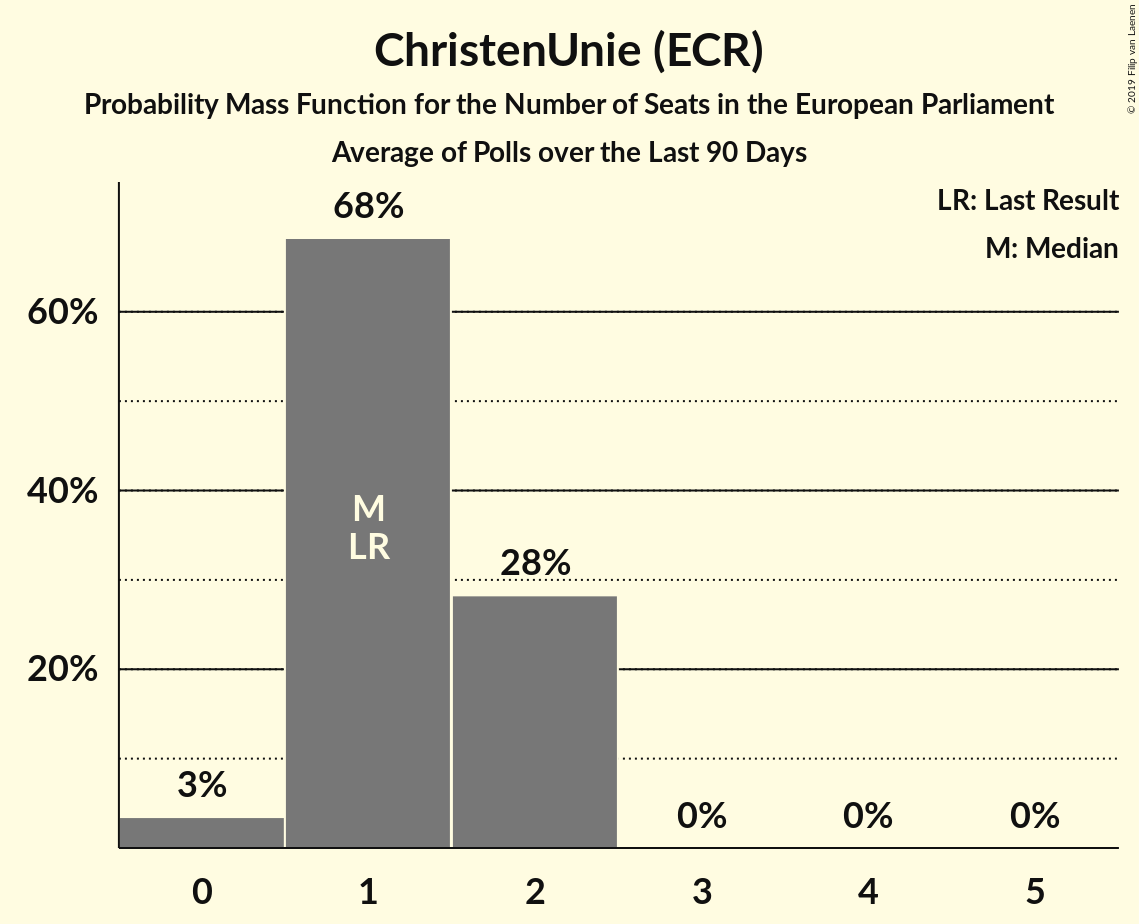 ChristenUnie (ECR)
Probability Mass Function for the Number of Seats in the European Parliament
Average of Polls over the Last 90 Days
© 2019 Filip van Laenen
LR: Last Result
M: Median
68%
60%
40%
M
LR
28%
20%
3%
0%
0%
0%
0
1
2
3
4
5